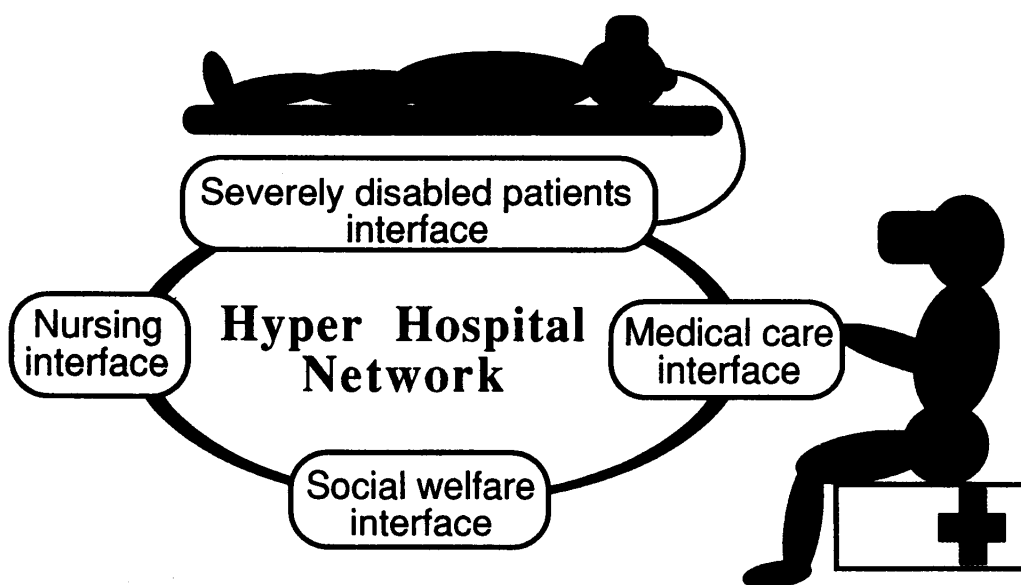 Severely disabled patients
interface
Nursing
interface
Hyper Hospital
Network
Medical care
interface
Social welfare
interface